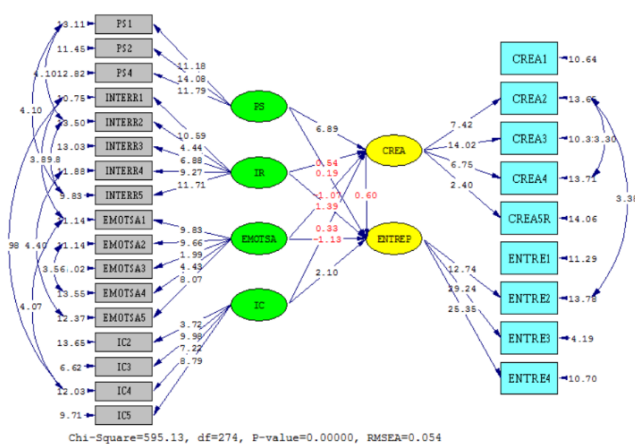 13.11 PS1
11.45 PS2
12.82 PS4
10.75 INTERR1
13.50 INTERR2
13.03 INTERR3
11.88 INTERR4
9.83 INTERR5
11.14 EMOTSA1
11.14 EMOTSA2
EMOTSA3
13.55 EMOTSA4
12.37 EMOTSA5
13.65 IC2
6.62 IC3
12.03 IC4
9.71 IC5
4.10
4.10
4.40
4.07
98
11.18
14.08
11.79
10.59
4.44
6.88
9.27
11.71
9.83
9.66
1.99
4.43
8.07
3.72
9.99
7.22
8.79
PS
IR
EMOTSA
IC
6.89
0.19
1.39
0.33
-1.13
2.10
0.60
CREA
ENTREP
7.42
14.02
6.75
2.40
12.74
29.24
25.35
CREA1 10.64
CREA2 13.65
CREA3
CREA4 13.71
CREA5R 14.06
ENTRE1 11.29
ENTRE2 13.78
ENTRE3 4.19
ENTRE4 10.70
3.30
Chi-Square=595.13, df=274, P-value=0.00000, RMSEA=0.054